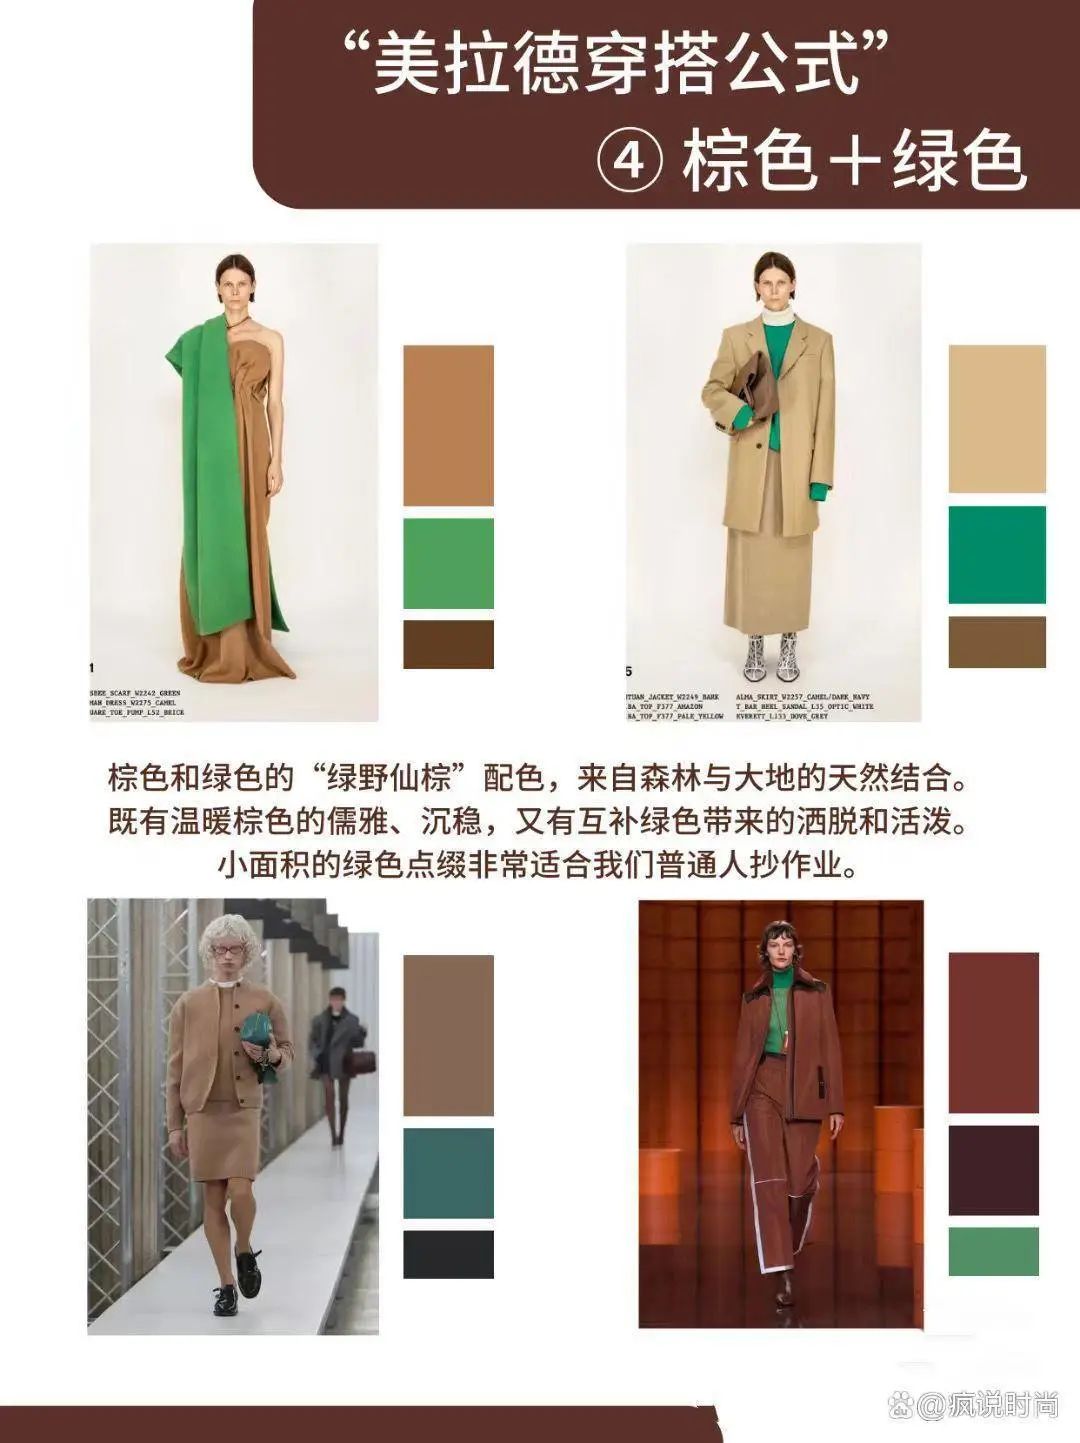 “美拉德穿搭公式”
④ 棕色＋绿色
1
SBEE_SCARF_W2242_GREEN
MAN_DRESS_W2275_CAMEL
UARE_TOE_PUMP_L52_BEIGE
5
TUAN_JACKET_W2249_BARK
BA_TOP_F377_AMAZON
BA_TOP_F377_PALE_YELLOW
ALMA_SKIRT_W2257_CAMEL/DARK_NAVY
T_BAR_HEEL_SANDAL_L35_OPTIC_WHITE
EVERETT_L133_DOVE_GREY
棕色和绿色的“绿野仙棕”配色，来自森林与大地的天然结合。
既有温暖棕色的儒雅、沉稳，又有互补绿色带来的洒脱和活泼。
小面积的绿色点缀非常适合我们普通人抄作业。
du @疯说时尚